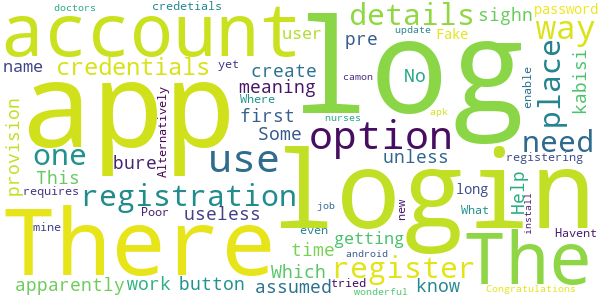 doctors credetials
account log details sighn password
way
update
user pre Fake
name credentials yet create No
app meaning Where camon place kabisi enable
Alternatively first option apk need
provision Some nurses
one This bure use unless registering
There login The
requires registration long Help
mine Poor useless job new What install Havent
even time getting
Which android register
apparently work button assumed tried know
wonderful Congratulations